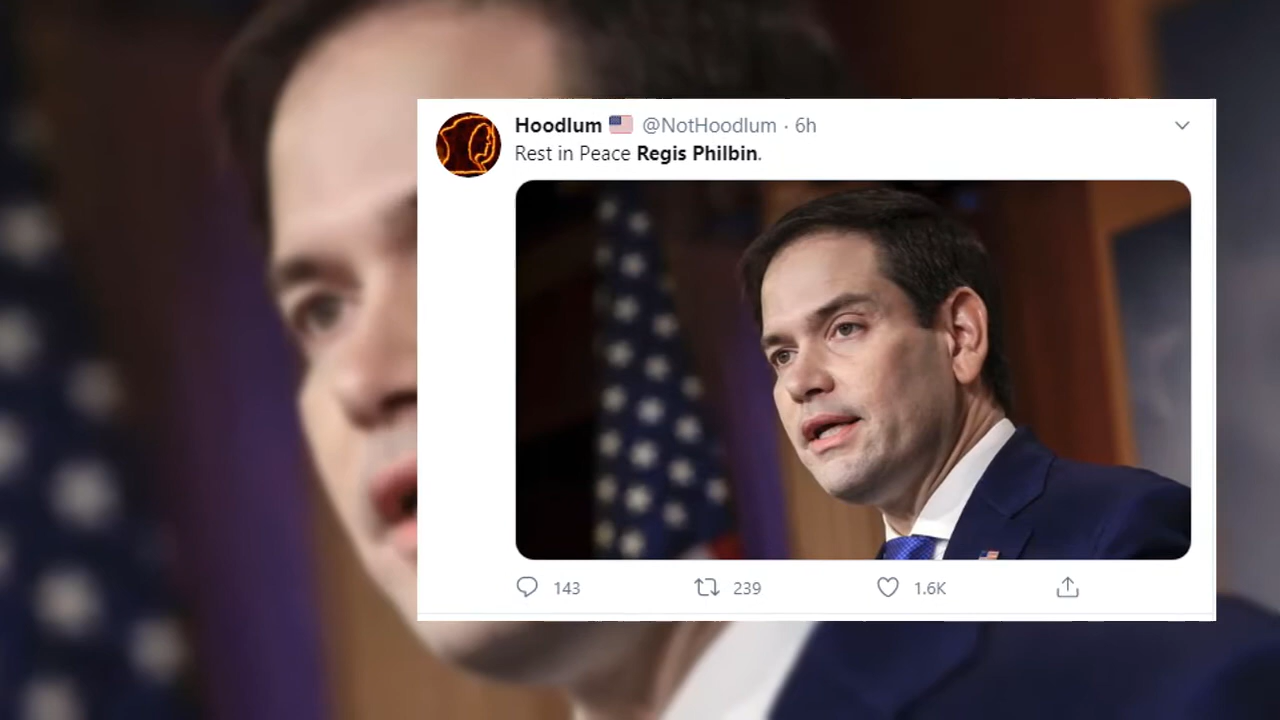 Hoodlum 🇺🇸 @NotHoodlum · 6h
Rest in Peace Regis Philbin.
143 239 1.6K